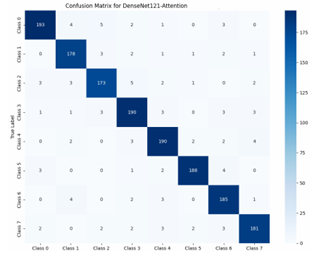 Confusion Matrix for DenseNet121-Attention
Class 0 193 4 5 2 1 0 3 0
Class 1 0 178 3 2 1 1 2 1
Class 2 3 3 173 5 2 1 0 2
Class 3 1 1 3 196 3 0 3 3
Class 4 0 2 0 3 190 2 2 4
Class 5 3 0 0 1 2 188 4 0
Class 6 0 4 0 2 3 0 185 1
Class 7 2 0 2 2 3 2 3 181
Class 0 Class 1 Class 2 Class 3 Class 4 Class 5 Class 6 Class 7
True Label
175
150
125
100
75
50
25
0